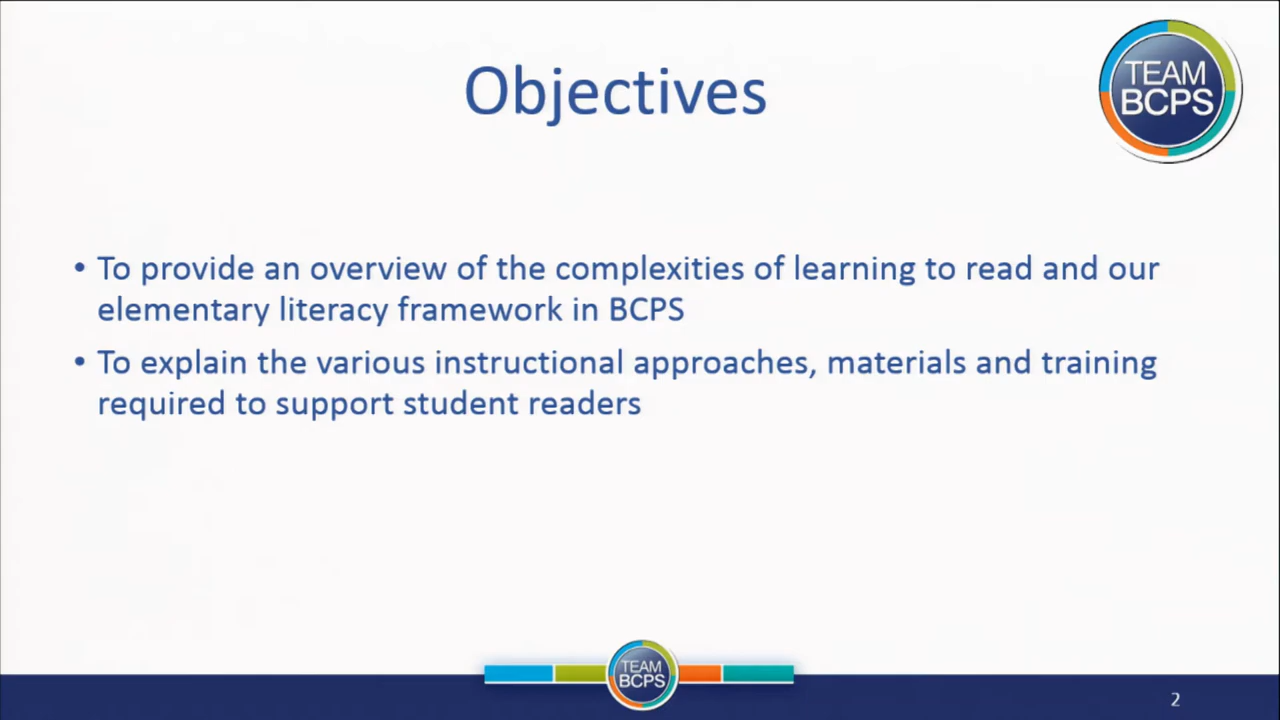 Objectives
TEAM
BCPS
• To provide an overview of the complexities of learning to read and our
elementary literacy framework in BCPS
• To explain the various instructional approaches, materials and training
required to support student readers
TEAM
BCPS
2